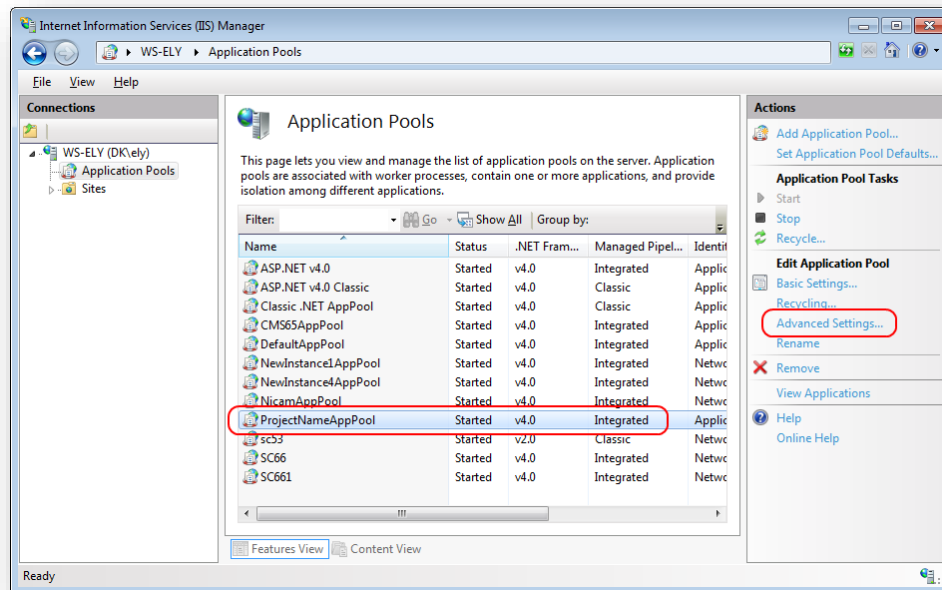 Internet Information Services (IIS) Manager
WS-ELY Application Pools
File View Help
Connections
WS-ELY (DK\ely)
Application Pools
Sites
Application Pools
This page lets you view and manage the list of application pools on the server. Application
pools are associated with worker processes, contain one or more applications, and provide
isolation among different applications.
Filter: Go Show All Group by:
Name Status .NET Fram... Managed Pipel... Identit
ASP.NET v4.0 Started v4.0 Integrated Applic
ASP.NET v4.0 Classic Started v4.0 Classic Applic
Classic .NET AppPool Started v4.0 Classic Applic
CMS65AppPool Started v4.0 Integrated Applic
DefaultAppPool Started v4.0 Integrated Applic
NewInstance1AppPool Started v4.0 Integrated Netwo
NewInstance4AppPool Started v4.0 Integrated Netwo
NicamAppPool Started v4.0 Integrated Netwo
ProjectNameAppPool Started v4.0 Integrated Applic
sc53 Started v2.0 Classic Netwo
SC66 Started v4.0 Integrated Netwo
SC661 Started v4.0 Integrated Netwo
Features View Content View
Actions
Add Application Pool...
Set Application Pool Defaults...
Application Pool Tasks
Start
Stop
Recycle...
Edit Application Pool
Basic Settings...
Recycling...
Advanced Settings...
Rename
Remove
View Applications
Help
Online Help
Ready